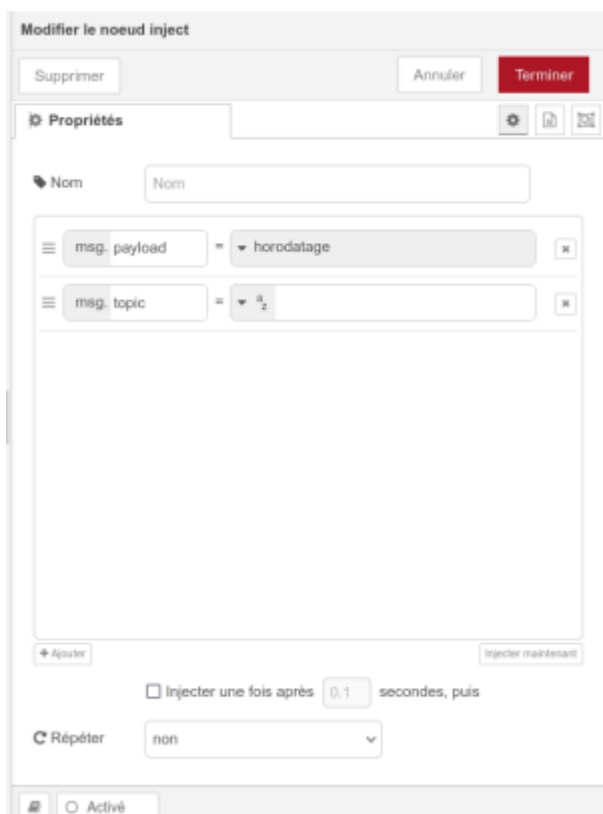 Modifier le noeud inject
Supprimer Annuler Terminer
Propriétés
Nom Nom
msg. payload = horodatage
msg. topic = a z
+ Ajouter Injecter maintenant
Injecter une fois après 0.1 secondes, puis
Répéter non
Activé